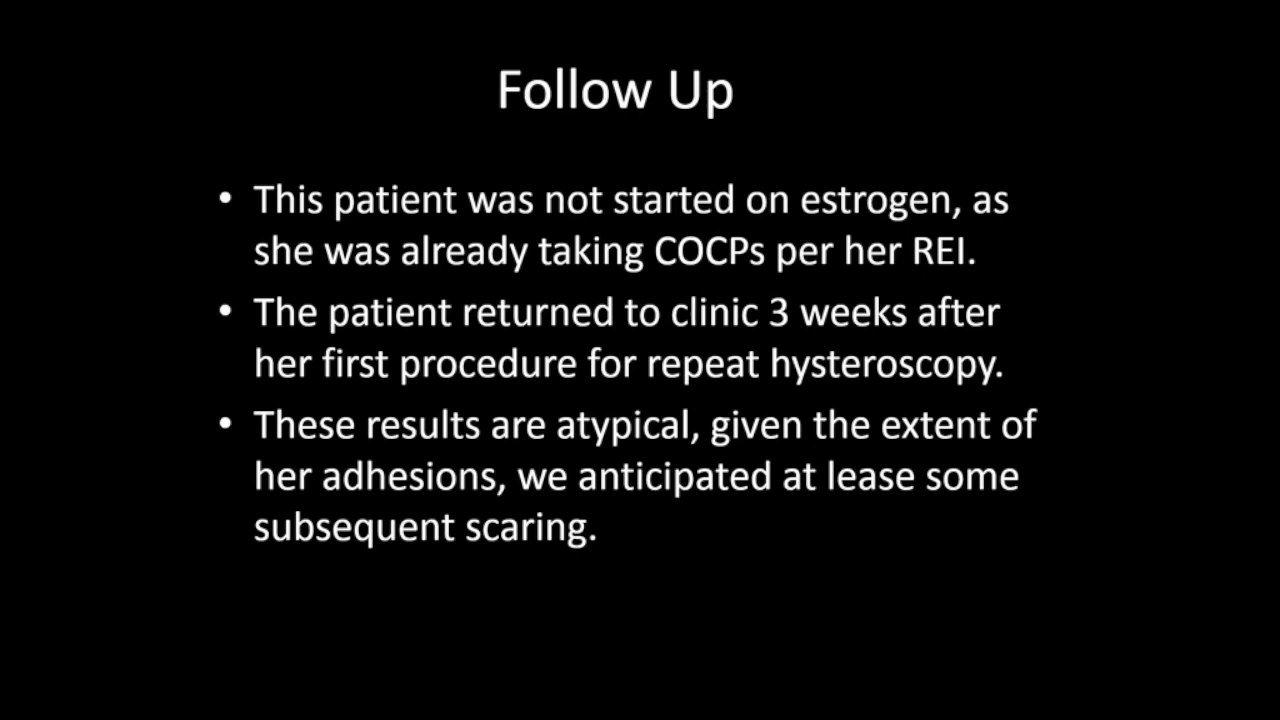 Follow Up
• This patient was not started on estrogen, as
she was already taking COCPs per her REI.
• The patient returned to clinic 3 weeks after
her first procedure for repeat hysteroscopy.
• These results are atypical, given the extent of
her adhesions, we anticipated at lease some
subsequent scaring.